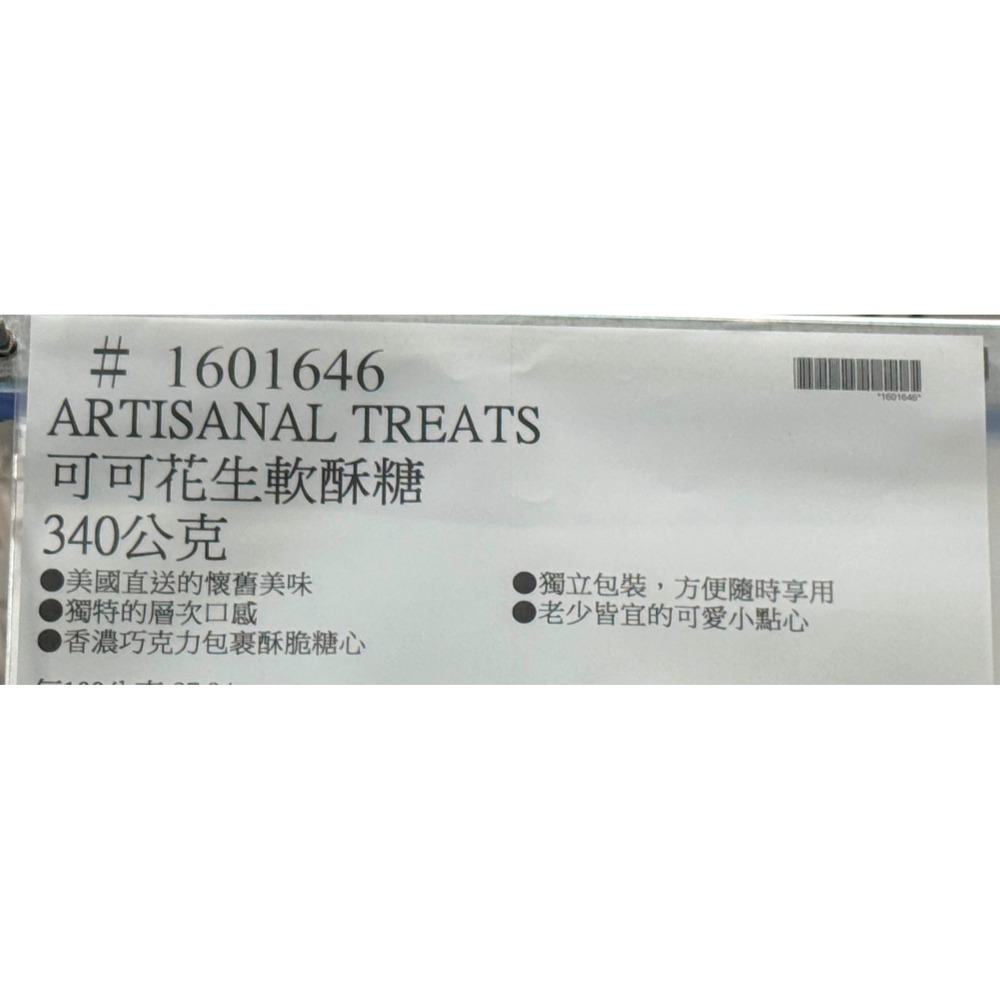 # 1601646
*1601646*
ARTISANAL TREATS
可可花生軟酥糖
340公克
●美國直送的懷舊美味
●獨特的層次口感
●香濃巧克力包裹酥脆糖心
●獨立包裝，方便隨時享用
●老少皆宜的可愛小點心